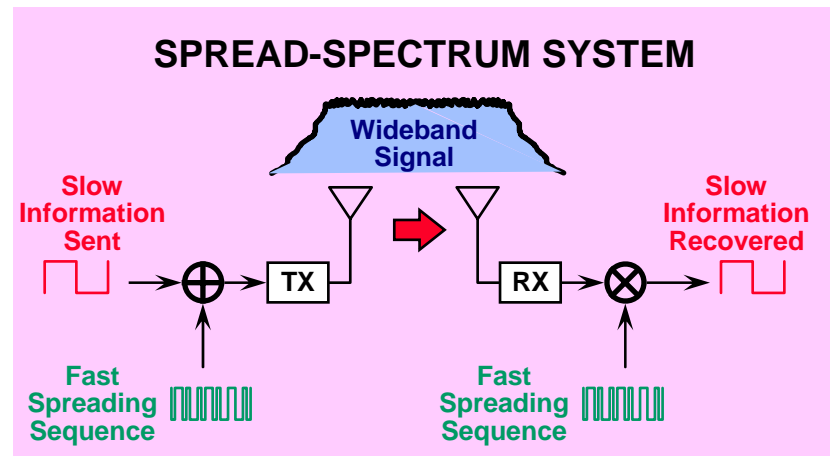 SPREAD-SPECTRUM SYSTEM
Wideband
Signal
Slow
Information
Sent
TX
RX
Slow
Information
Recovered
Fast
Spreading
Sequence
Fast
Spreading
Sequence